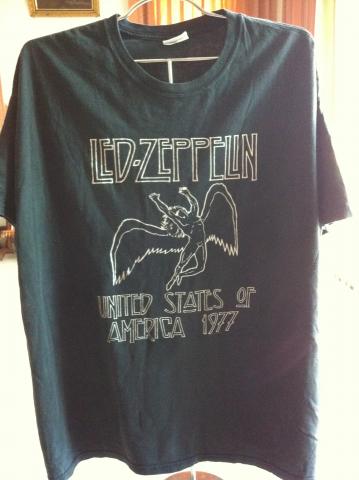 LED-ZEPPELIN
UNITED STATES OF
AMERICA 1977